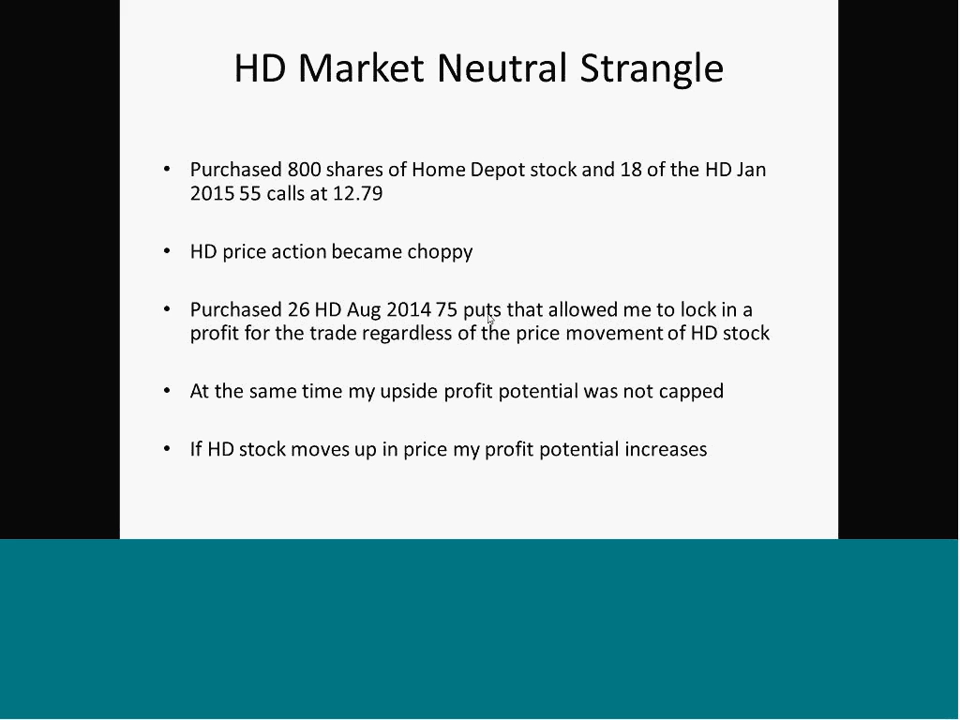 HD Market Neutral Strangle
• Purchased 800 shares of Home Depot stock and 18 of the HD Jan
2015 55 calls at 12.79
• HD price action became choppy
• Purchased 26 HD Aug 2014 75 puts that allowed me to lock in a
profit for the trade regardless of the price movement of HD stock
• At the same time my upside profit potential was not capped
• If HD stock moves up in price my profit potential increases